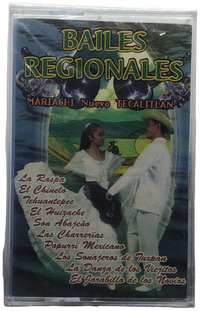 BAILES
REGIONALES
MARIACHI Nuevo TECALITLAN
La Raspa
El Chinelo
Tehuantepec
El Huizache
Son Abajeño
Las Charrerias
Popurri Mexicano
Los Sonajeros de Tuxpan
La Danza de los Viejitos
El Jarabillo de los Novios